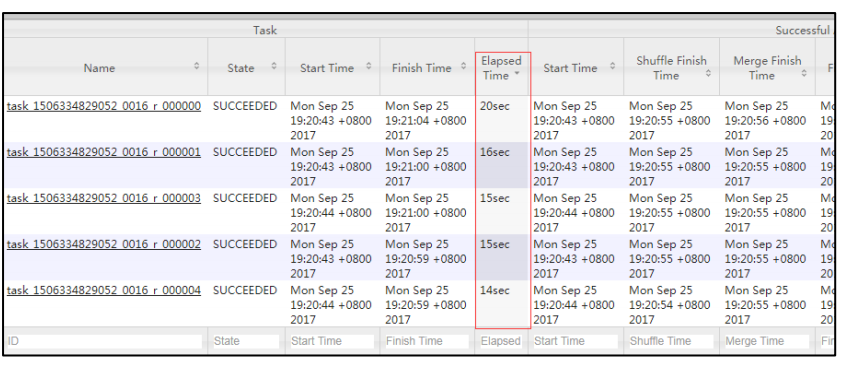 Task Successful
Name State Start Time Finish Time Elapsed Time Start Time Shuffle Finish Time Merge Finish Time F
task_1506334829052_0016_r_000000 SUCCEEDED Mon Sep 25 Mon Sep 25 20sec Mon Sep 25 Mon Sep 25 Mon Sep 25
19:20:43 +0800 19:21:04 +0800 19:20:43 +0800 19:20:55 +0800 19:20:56 +0800 19
2017 2017 2017 2017 2017 20
task_1506334829052_0016_r_000001 SUCCEEDED Mon Sep 25 Mon Sep 25 16sec Mon Sep 25 Mon Sep 25 Mon Sep 25
19:20:43 +0800 19:21:00 +0800 19:20:43 +0800 19:20:55 +0800 19:20:55 +0800 19
2017 2017 2017 2017 2017 20
task_1506334829052_0016_r_000003 SUCCEEDED Mon Sep 25 Mon Sep 25 15sec Mon Sep 25 Mon Sep 25 Mon Sep 25
19:20:44 +0800 19:21:00 +0800 19:20:44 +0800 19:20:55 +0800 19:20:55 +0800 19
2017 2017 2017 2017 2017 20
task_1506334829052_0016_r_000002 SUCCEEDED Mon Sep 25 Mon Sep 25 15sec Mon Sep 25 Mon Sep 25 Mon Sep 25
19:20:43 +0800 19:20:59 +0800 19:20:43 +0800 19:20:55 +0800 19:20:55 +0800 19
2017 2017 2017 2017 2017 20
task_1506334829052_0016_r_000004 SUCCEEDED Mon Sep 25 Mon Sep 25 14sec Mon Sep 25 Mon Sep 25 Mon Sep 25
19:20:44 +0800 19:20:59 +0800 19:20:44 +0800 19:20:54 +0800 19:20:55 +0800 19
2017 2017 2017 2017 2017 20
ID State Start Time Finish Time Elapsed Start Time Shuffle Time Merge Time Fin